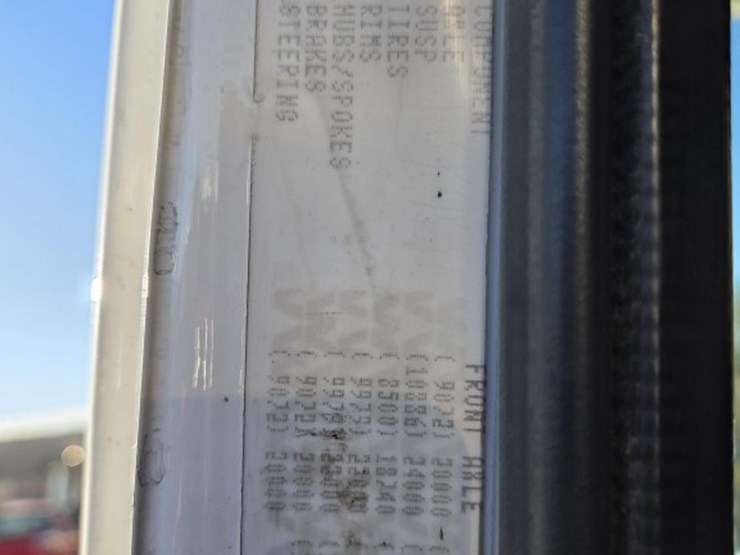 COMPONENT FRONT AXLE
AXLE ( 9072) 20000 (
SUSP (10886) 24000 (
TIRES ( 8500) 18740 (
RIMS (
HUBS/SPOKES (
BRAKES ( 9072) 20000
STEERING ( 9072) 20000 (